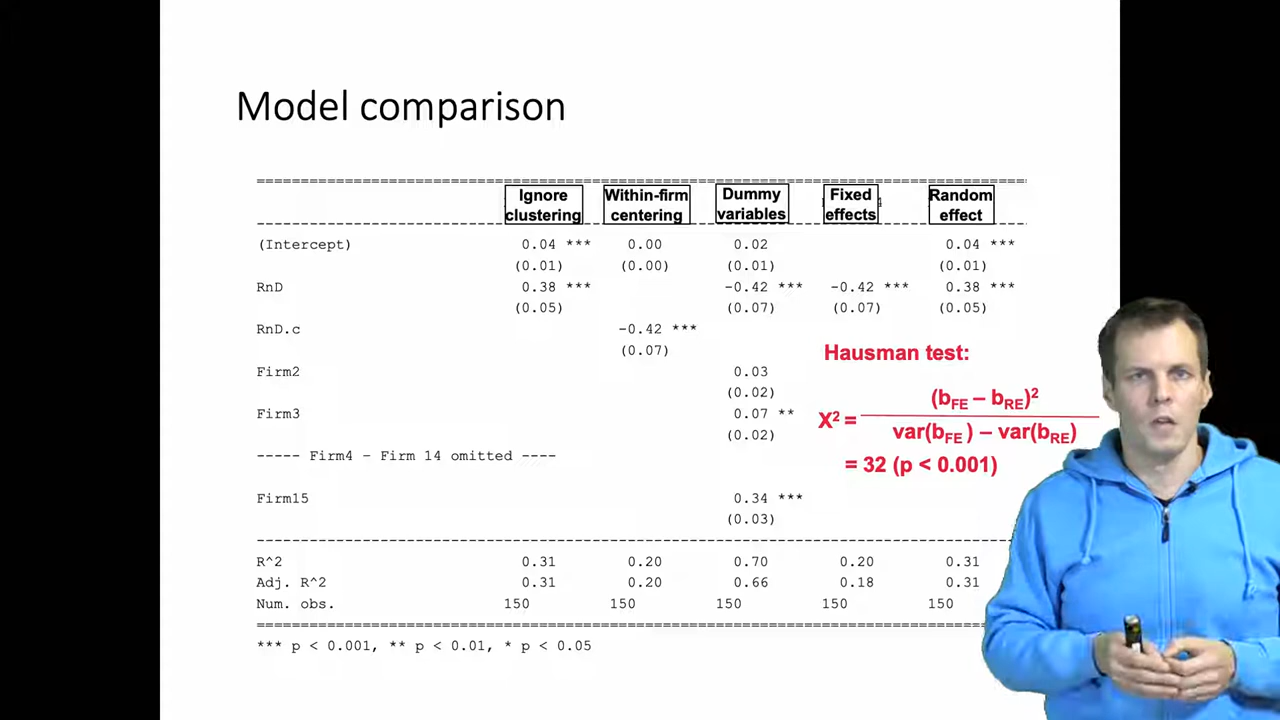 Model comparison
Ignore clustering Within-firm centering Dummy variables Fixed effects Random effect
(Intercept) 0.04 *** 0.00 0.02 0.04 ***
(0.01) (0.00) (0.01) (0.01)
RnD 0.38 *** -0.42 *** -0.42 *** 0.38 ***
(0.05) (0.07) (0.07) (0.05)
RnD.c -0.42 ***
(0.07)
Hausman test:
Firm2 0.03
(0.02)
Firm3 0.07 **
(0.02)
X² = (bFE – bRE)²
var(bFE ) – var(bRE)
= 32 (p < 0.001)
----- Firm4 - Firm 14 omitted ----
Firm15 0.34 ***
(0.03)
R^2 0.31 0.20 0.70 0.20 0.31
Adj. R^2 0.31 0.20 0.66 0.18 0.31
Num. obs. 150 150 150 150 150
*** p < 0.001, ** p < 0.01, * p < 0.05